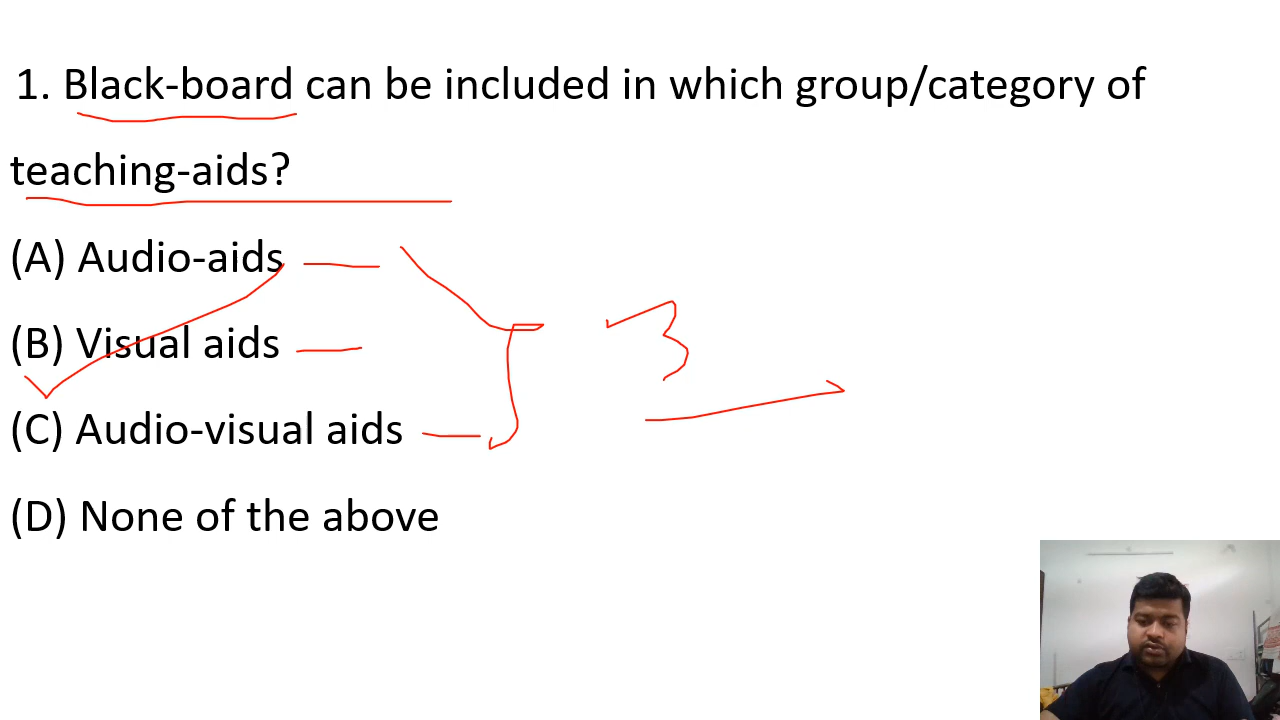 1. Black-board can be included in which group/category of
teaching-aids?
(A) Audio-aids
(B) Visual aids
(C) Audio-visual aids
3
(D) None of the above